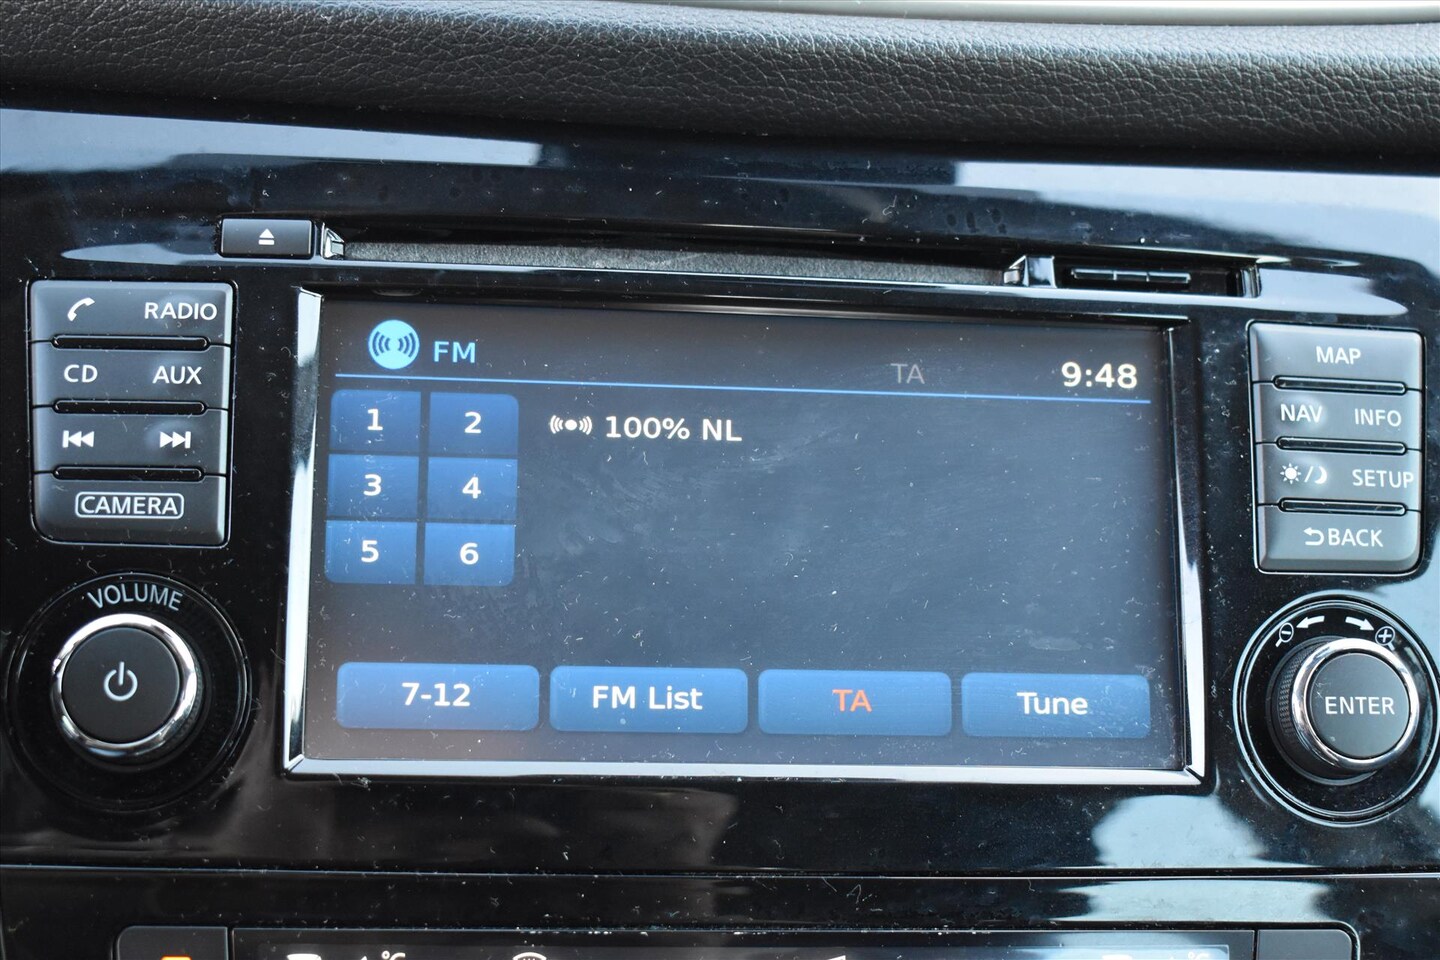 RADIO
CD AUX
CAMERA
VOLUME
FM TA 9:48
1 2
3 4
5 6
100% NL
7-12 FM List TA Tune
MAP
NAV INFO
SETUP
BACK
ENTER
°C
°C